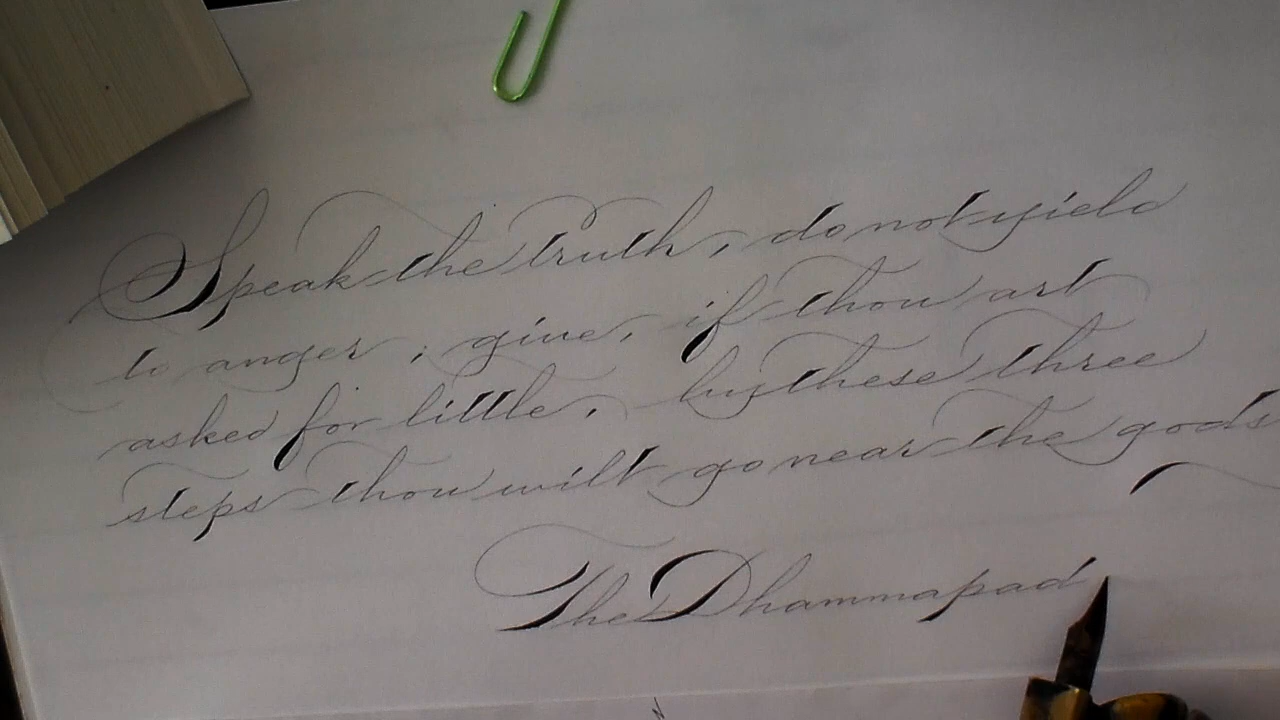 Speak the truth, do not yield
to anger ; give, if thou art
asked for little, by these three
steps thou wilt go near the gods
The Dhammapad